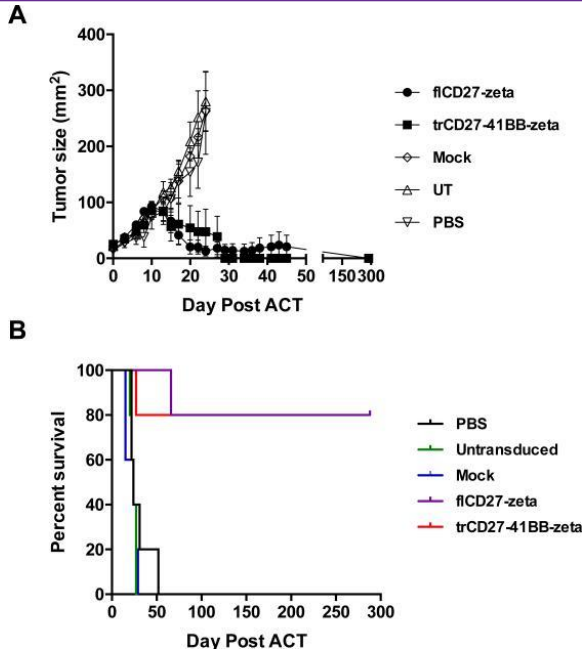 A
Tumor size (mm²)
400
300
200
100
0
0 10 20 30 40 50 150 300
Day Post ACT
flCD27-zeta
trCD27-41BB-zeta
Mock
UT
PBS
B
Percent survival
100
80
60
40
20
0
0 50 100 150 200 250 300
Day Post ACT
PBS
Untransduced
Mock
flCD27-zeta
trCD27-41BB-zeta